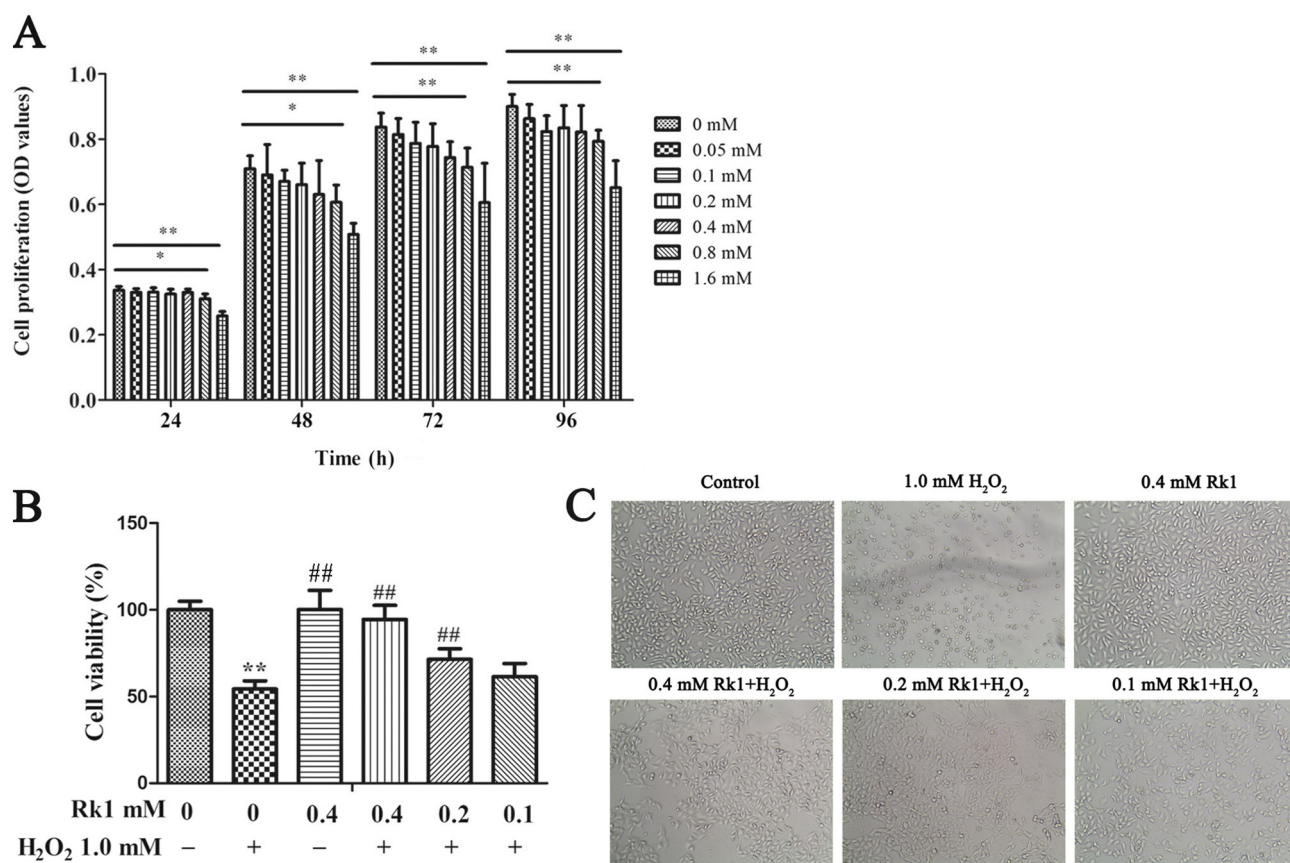 A
** ** ** **
* * ** **
1.0
0.8
0.6
0.4
0.2
0.0
Cell proliferation (OD values)
24 48 72 96
Time (h)
0 mM
0.05 mM
0.1 mM
0.2 mM
0.4 mM
0.8 mM
1.6 mM
B
150
100
50
0
Cell viability (%)
** ## ## ##
Rk1 mM 0 0 0.4 0.4 0.2 0.1
H₂O₂ 1.0 mM – + – + + +
C
Control 1.0 mM H₂O₂ 0.4 mM Rk1
0.4 mM Rk1+H₂O₂ 0.2 mM Rk1+H₂O₂ 0.1 mM Rk1+H₂O₂